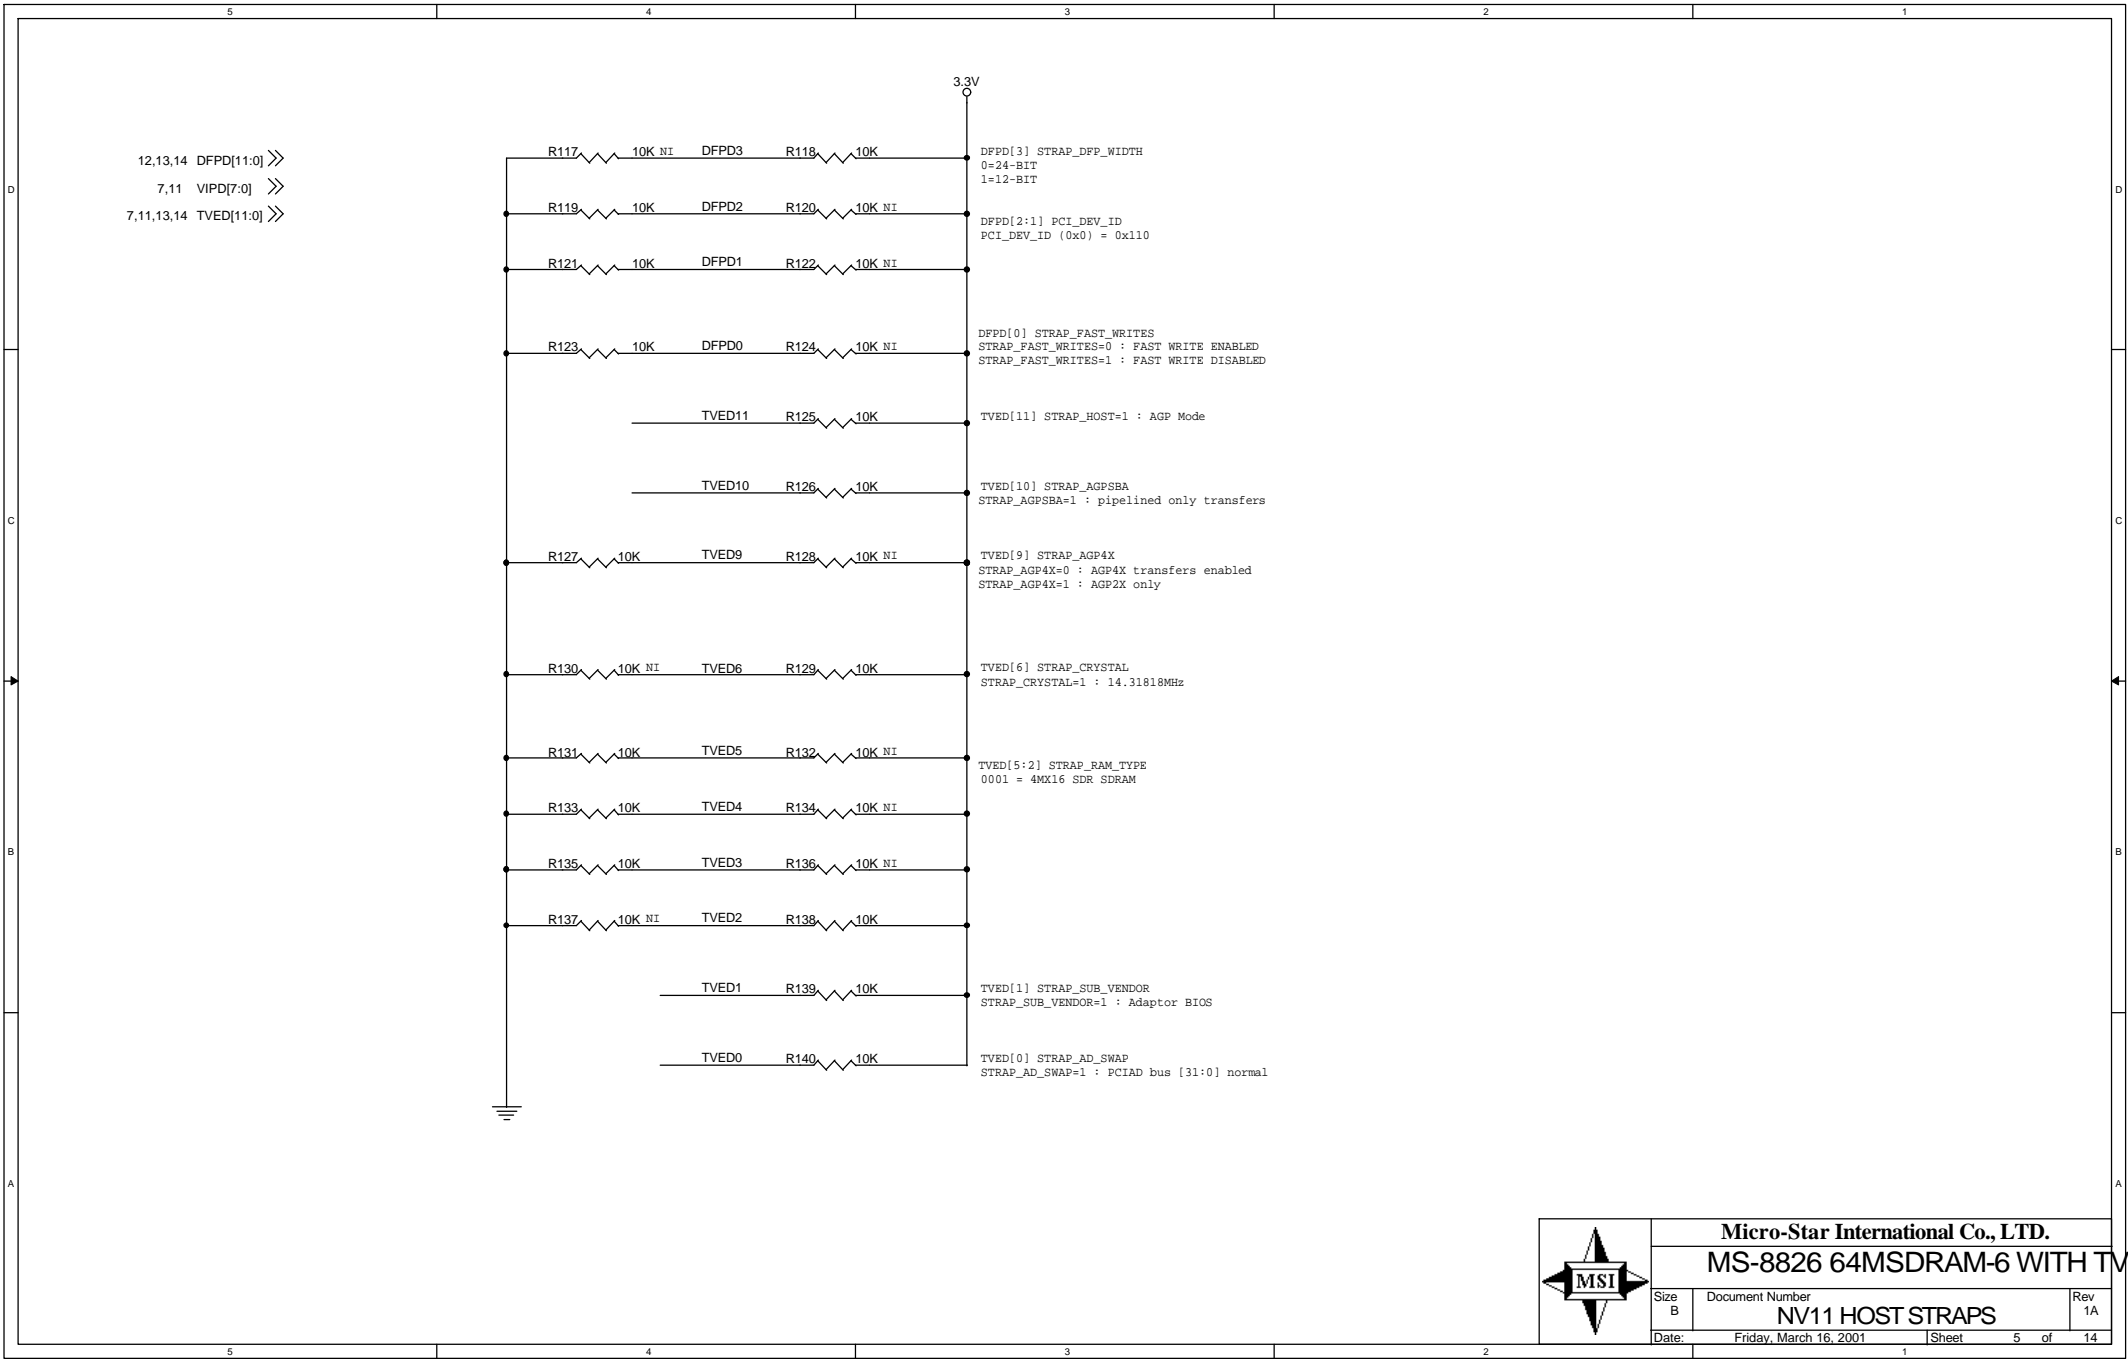 5 4 3 2 1
3.3V
12,13,14 DFPD[11:0]
7,11 VIPD[7:0]
7,11,13,14 TVED[11:0]
R117 10K NI DFPD3 R118 10K
DFPD[3] STRAP_DFP_WIDTH
0=24-BIT
1=12-BIT
D D
R119 10K DFPD2 R120 10K NI
DFPD[2:1] PCI_DEV_ID
PCI_DEV_ID (0x0) = 0x110
R121 10K DFPD1 R122 10K NI
R123 10K DFPD0 R124 10K NI
DFPD[0] STRAP_FAST_WRITES
STRAP_FAST_WRITES=0 : FAST WRITE ENABLED
STRAP_FAST_WRITES=1 : FAST WRITE DISABLED
TVED11 R125 10K
TVED[11] STRAP_HOST=1 : AGP Mode
TVED10 R126 10K
TVED[10] STRAP_AGPSBA
STRAP_AGPSBA=1 : pipelined only transfers
C C
R127 10K TVED9 R128 10K NI
TVED[9] STRAP_AGP4X
STRAP_AGP4X=0 : AGP4X transfers enabled
STRAP_AGP4X=1 : AGP2X only
R130 10K NI TVED6 R129 10K
TVED[6] STRAP_CRYSTAL
STRAP_CRYSTAL=1 : 14.31818MHz
R131 10K TVED5 R132 10K NI
TVED[5:2] STRAP_RAM_TYPE
0001 = 4MX16 SDR SDRAM
R133 10K TVED4 R134 10K NI
B B
R135 10K TVED3 R136 10K NI
R137 10K NI TVED2 R138 10K
TVED1 R139 10K
TVED[1] STRAP_SUB_VENDOR
STRAP_SUB_VENDOR=1 : Adaptor BIOS
TVED0 R140 10K
TVED[0] STRAP_AD_SWAP
STRAP_AD_SWAP=1 : PCIAD bus [31:0] normal
A A
MSI
Micro-Star International Co., LTD.
MS-8826 64MSDRAM-6 WITH TV
Size B
Document Number
NV11 HOST STRAPS
Rev 1A
Date: Friday, March 16, 2001 Sheet 5 of 14
5 4 3 2 1